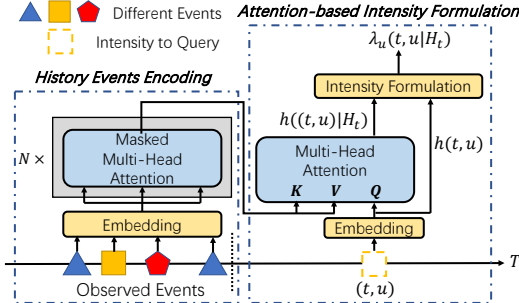 Different Events
Intensity to Query
Attention-based Intensity Formulation
λ_u(t, u|H_t)
Intensity Formulation
History Events Encoding
h((t, u)|H_t)
h(t, u)
N ×
Masked
Multi-Head
Attention
Multi-Head
Attention
K V Q
Embedding
Embedding
T
Observed Events
(t, u)